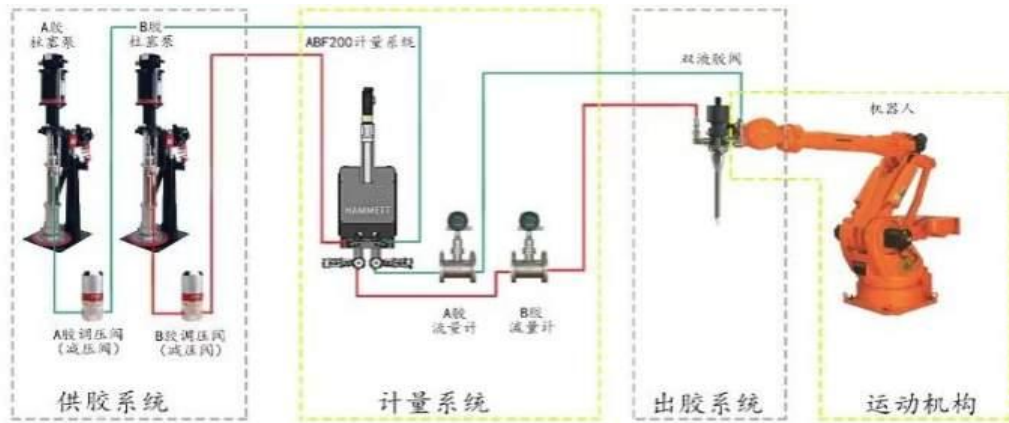 A胶
柱塞泵
B胶
柱塞泵
A胶调压阀
(减压阀)
B胶调压阀
(减压阀)
供胶系统
ABF200计量系统
HAMMETT
A胶
流量计
B胶
流量计
计量系统
双液胶阀
出胶系统
机器人
运动机构